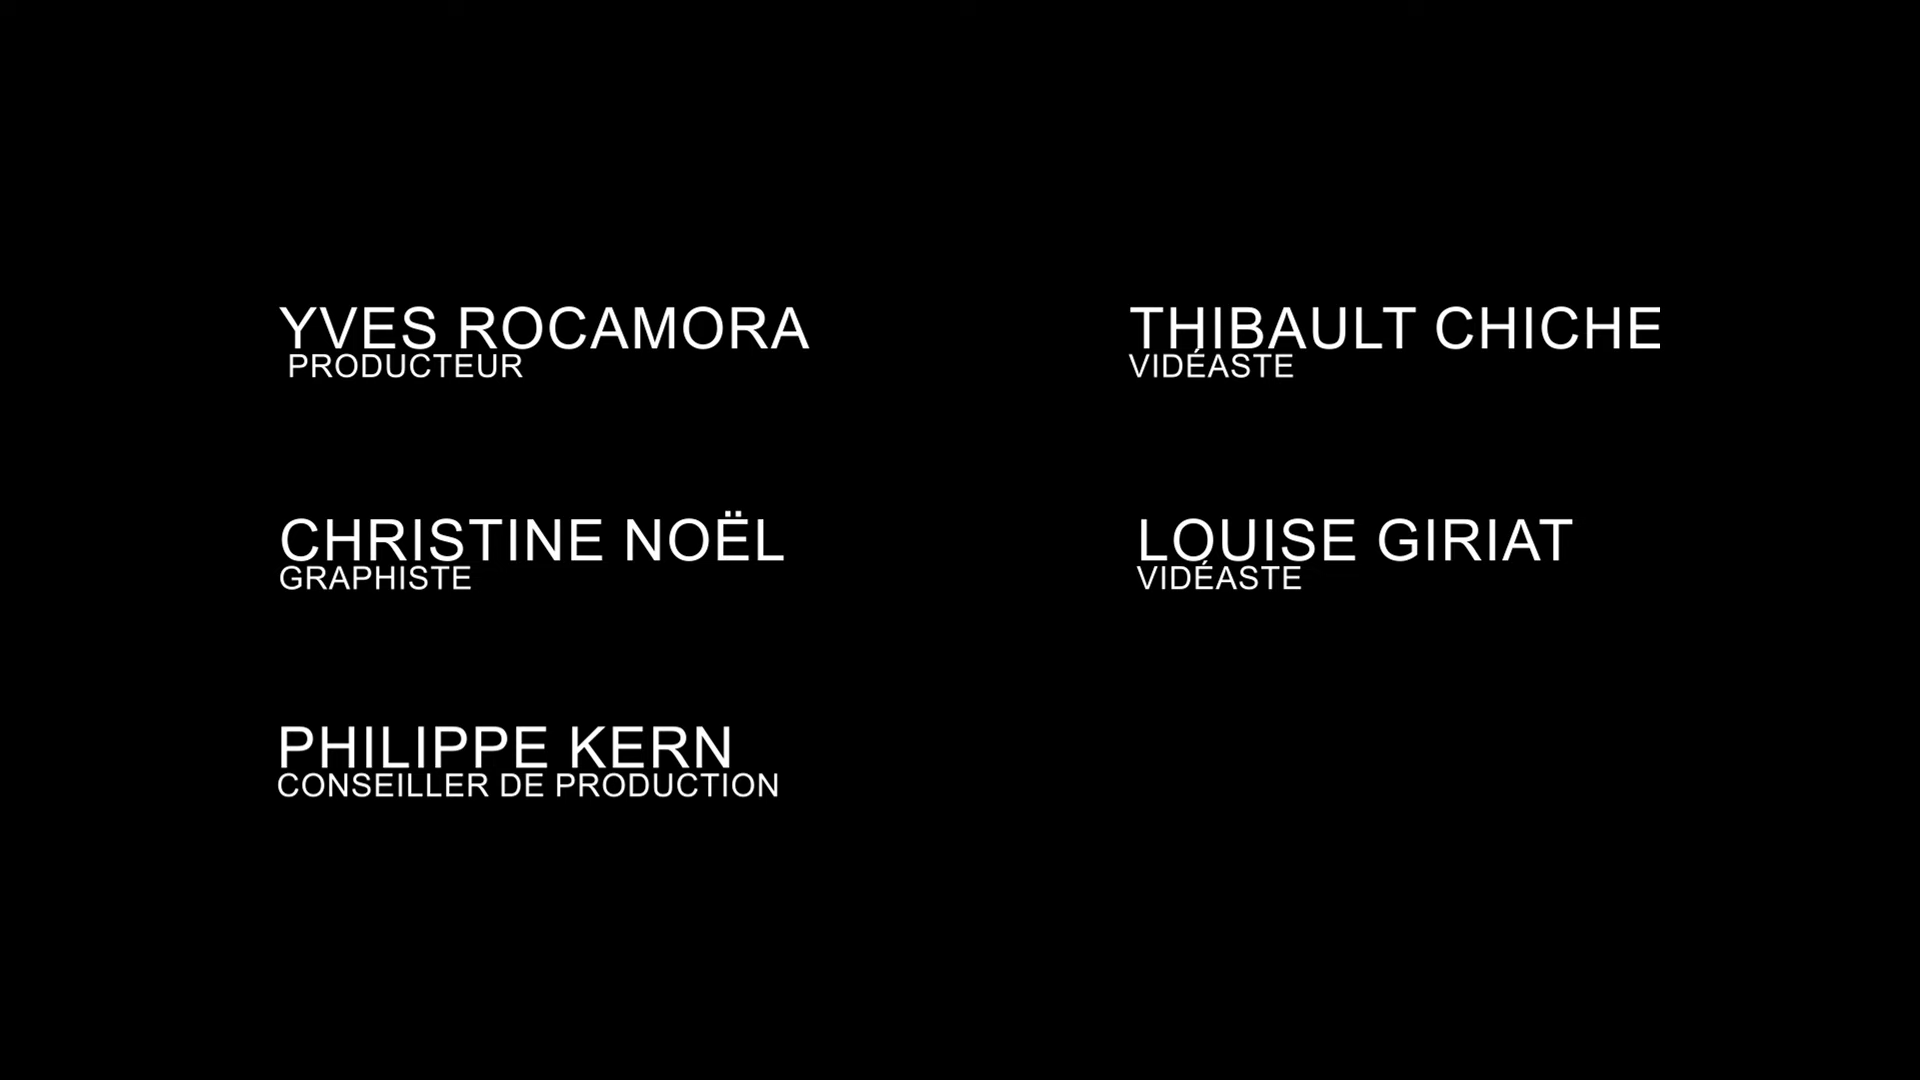 YVES ROCAMORA
PRODUCTEUR
CHRISTINE NOËL
GRAPHISTE
PHILIPPE KERN
CONSEILLER DE PRODUCTION
THIBAULT CHICHE
VIDÉASTE
LOUISE GIRIAT
VIDÉASTE